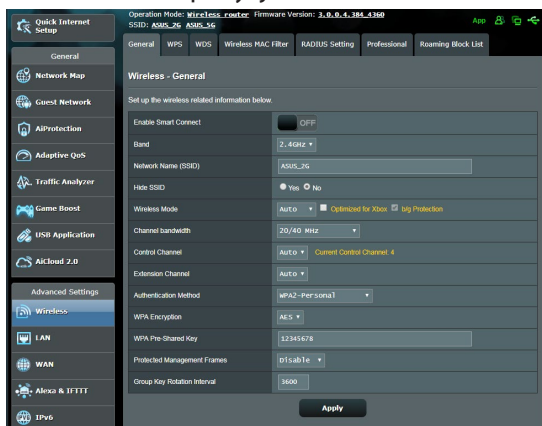 Quick Internet
Setup
Operation Mode: Wireless router Firmware Version: 3.0.0.4.384_4360
SSID: ASUS_2G ASUS_5G
App
General WPS WDS Wireless MAC Filter RADIUS Setting Professional Roaming Block List
General
Network Map
Guest Network
AiProtection
Adaptive QoS
Traffic Analyzer
Game Boost
USB Application
AiCloud 2.0
Advanced Settings
Wireless
LAN
WAN
Alexa & IFTTT
IPv6
Wireless - General
Set up the wireless related information below.
Enable Smart Connect OFF
Band 2.4GHz
Network Name (SSID) ASUS_2G
Hide SSID Yes No
Wireless Mode Auto Optimized for Xbox b/g Protection
Channel bandwidth 20/40 MHz
Control Channel Auto Current Control Channel: 4
Extension Channel Auto
Authentication Method WPA2-Personal
WPA Encryption AES
WPA Pre-Shared Key 12345678
Protected Management Frames Disable
Group Key Rotation Interval 3600
Apply